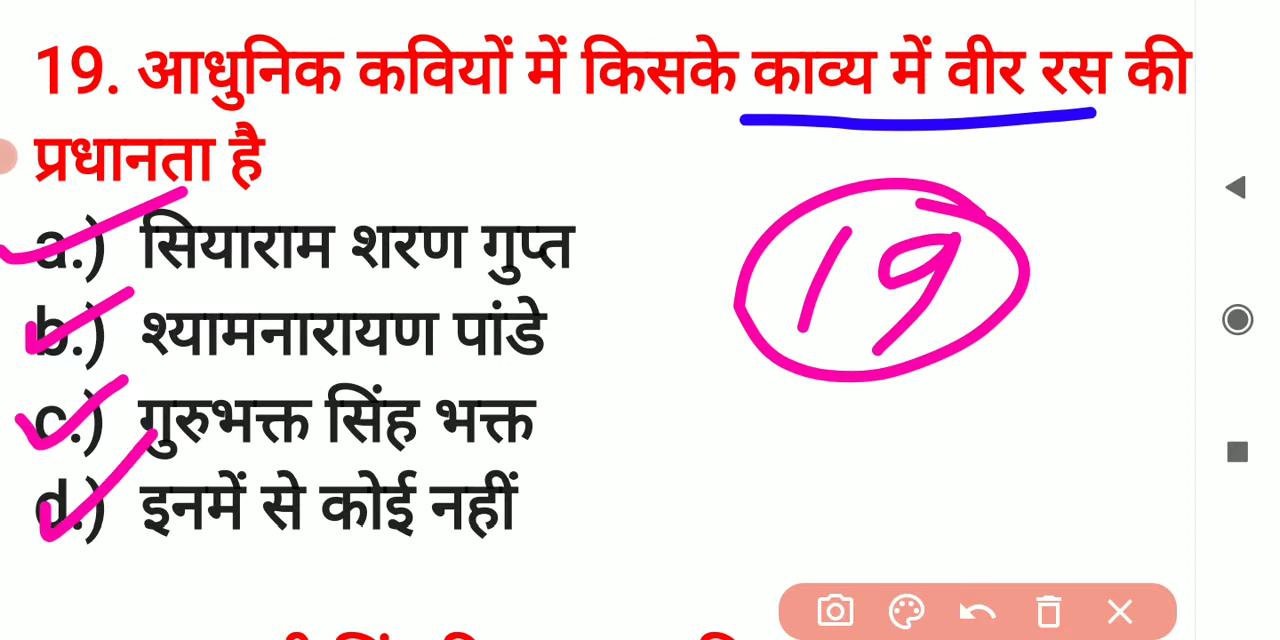 19. आधुनिक कवियों में किसके काव्य में वीर रस की
प्रधानता है
a.) सियाराम शरण गुप्त
19
b.) श्यामनारायण पांडे
c.) गुरुभक्त सिंह भक्त
d.) इनमें से कोई नहीं